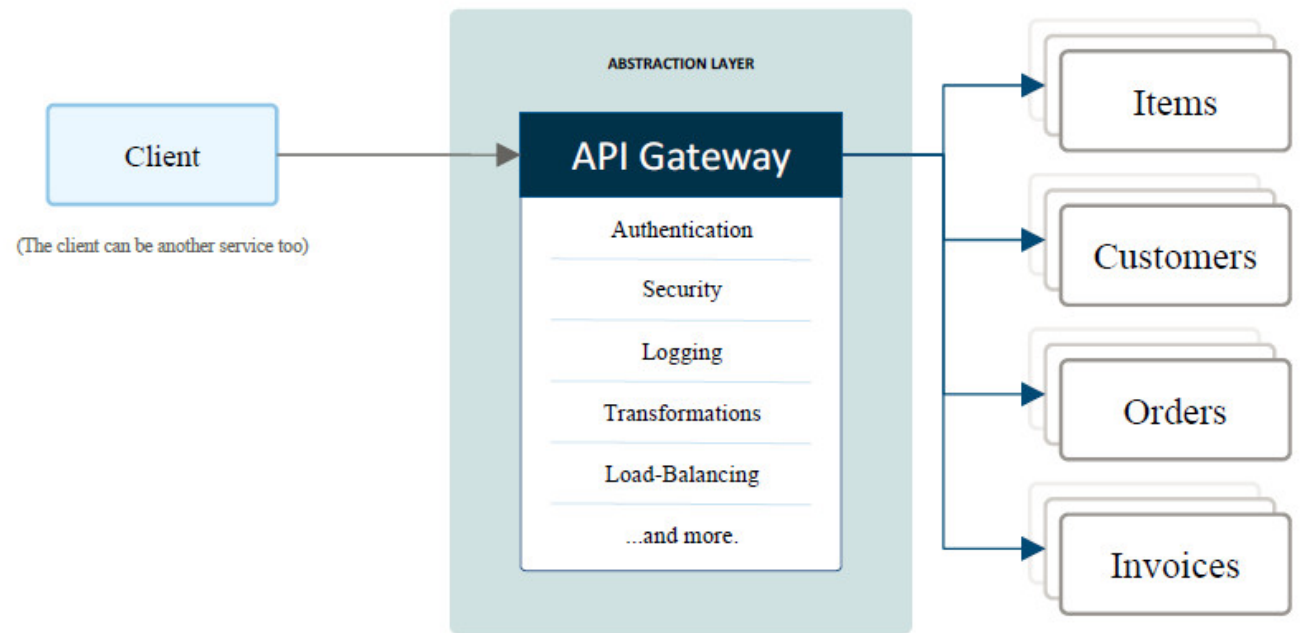 ABSTRACTION LAYER
Client
(The client can be another service too)
API Gateway
Authentication
Security
Logging
Transformations
Load-Balancing
...and more.
Items
Customers
Orders
Invoices